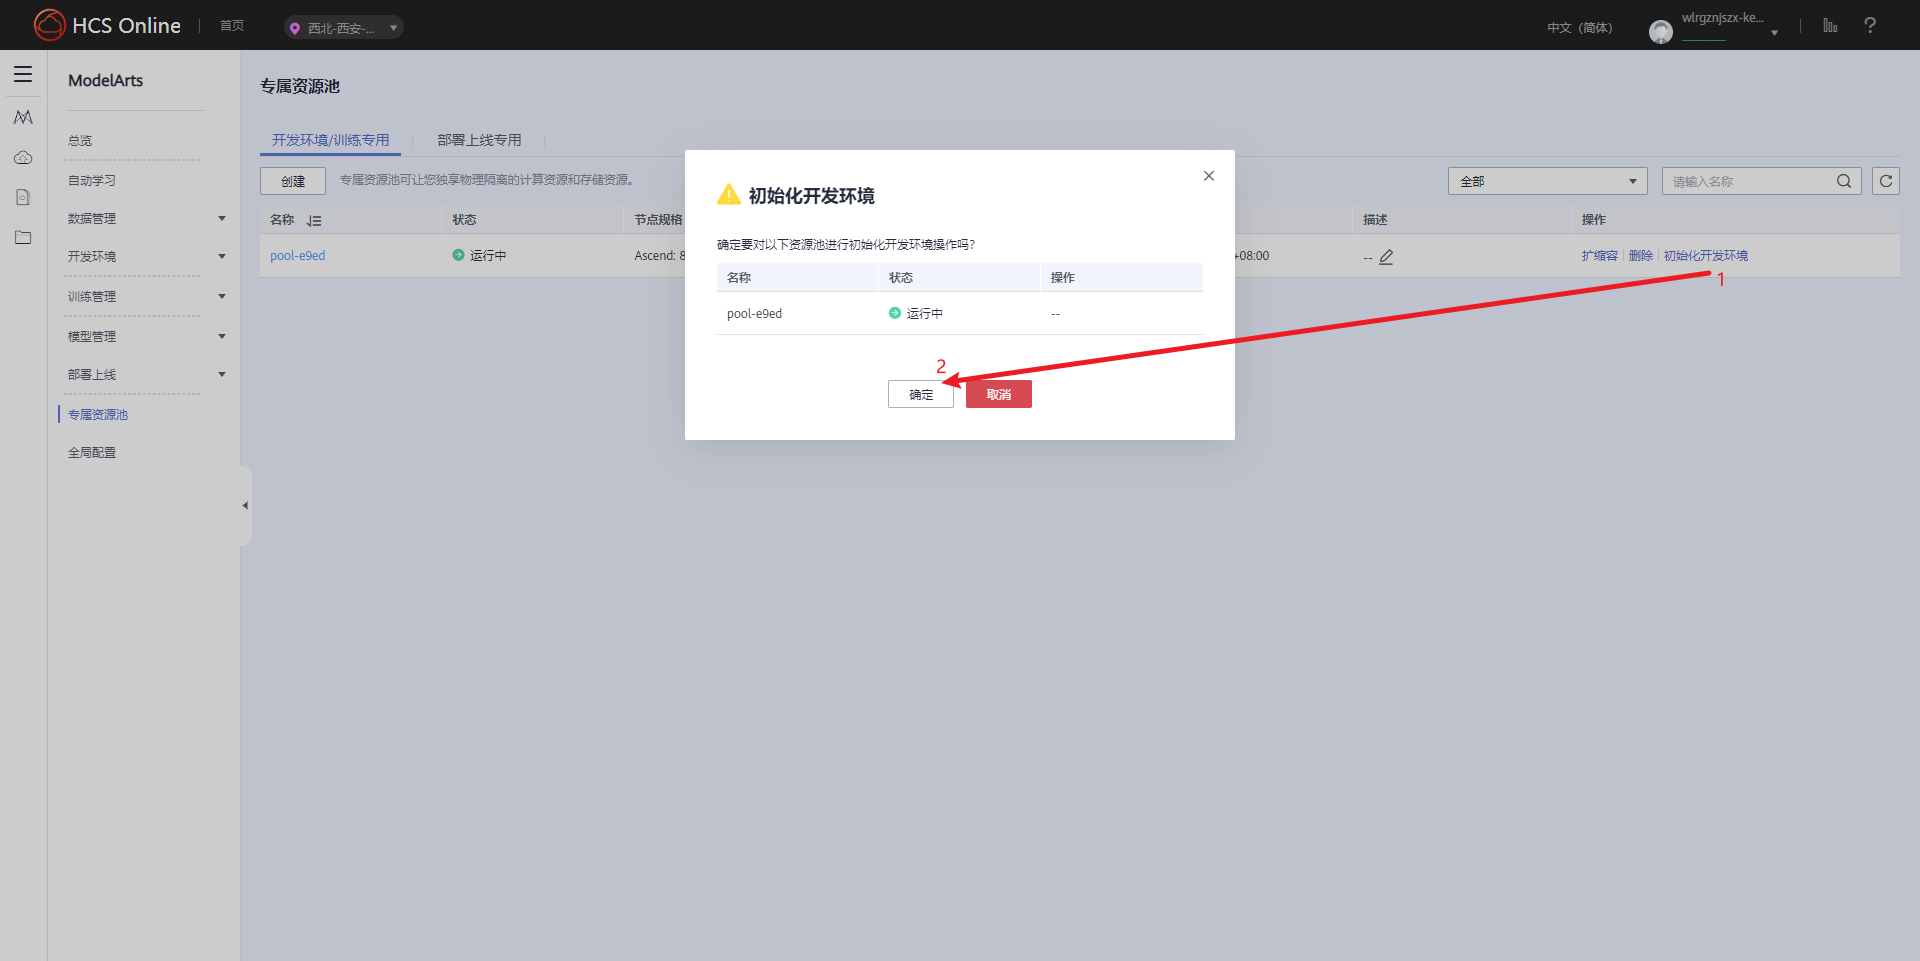 HCS Online
首页
西北-西安-...
中文（简体）
wlrgznjszx-ke...
?
ModelArts
总览
自动学习
数据管理
开发环境
训练管理
模型管理
部署上线
专属资源池
全局配置
专属资源池
开发环境/训练专用
部署上线专用
创建
专属资源池可让您独享物理隔离的计算资源和存储资源。
全部
请输入名称
名称 状态 节点规格 描述 操作
pool-e9ed 运行中 Ascend: 8 +08:00 -- 扩缩容 删除 初始化开发环境
1
初始化开发环境
确定要对以下资源池进行初始化开发环境操作吗?
名称 状态 操作
pool-e9ed 运行中 --
2
确定 取消